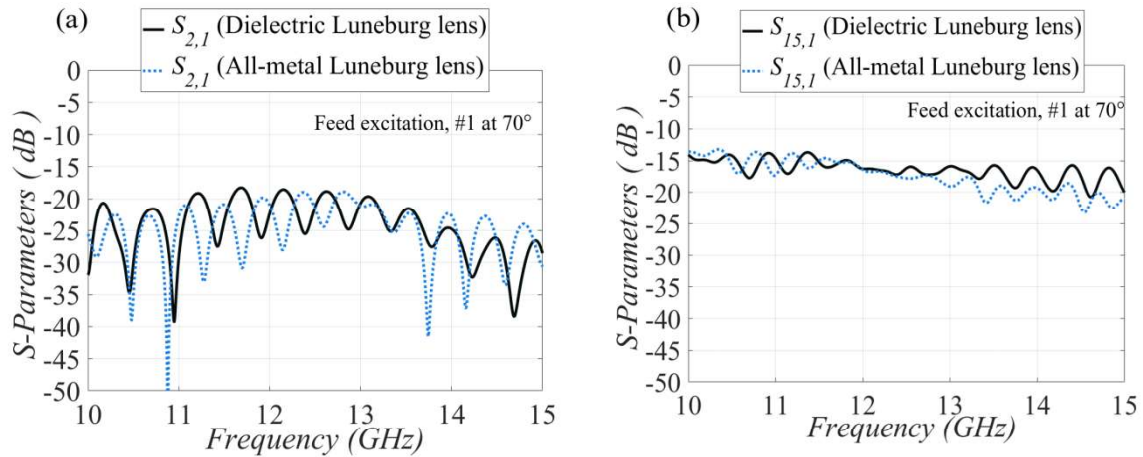 (a)
S2,1 (Dielectric Luneburg lens)
S2,1 (All-metal Luneburg lens)
Feed excitation, #1 at 70°
S-Parameters ( dB )
0
-5
-10
-15
-20
-25
-30
-35
-40
-45
-50
10 11 12 13 14 15
Frequency (GHz)
(b)
S15,1 (Dielectric Luneburg lens)
S15,1 (All-metal Luneburg lens)
Feed excitation, #1 at 70°
S-Parameters ( dB )
0
-5
-10
-15
-20
-25
-30
-35
-40
-45
-50
10 11 12 13 14 15
Frequency (GHz)